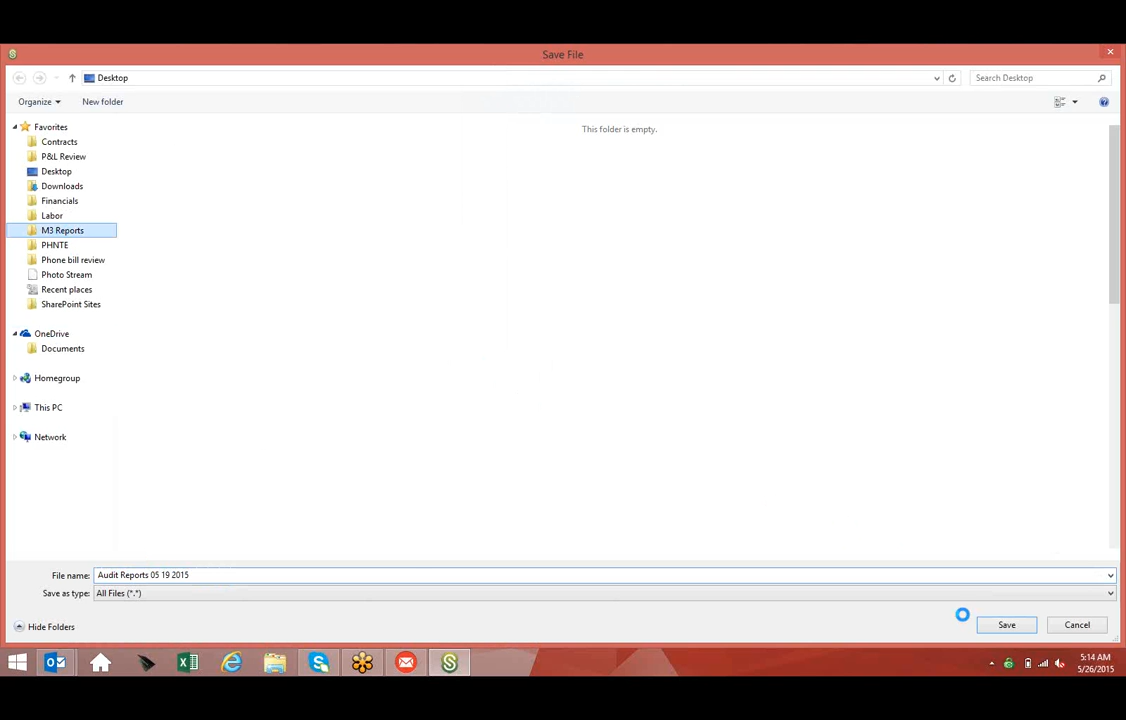 Save File
Desktop
Search Desktop
Organize
New folder
Favorites
This folder is empty.
Contracts
P&L Review
Desktop
Downloads
Financials
Labor
M3 Reports
PHNTE
Phone bill review
Photo Stream
Recent places
SharePoint Sites
OneDrive
Documents
Homegroup
This PC
Network
File name: Audit Reports 05 19 2015
Save as type: All Files (*.*)
Hide Folders
Save
Cancel
5:14 AM
5/26/2015